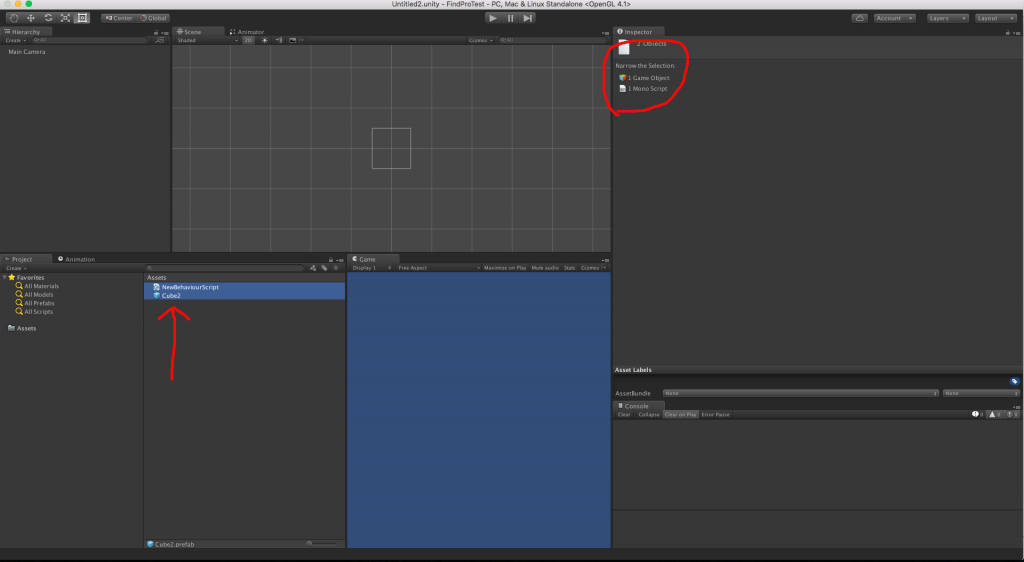 Untitled2.unity - FindProTest - PC, Mac & Linux Standalone <OpenGL 4.1>
Center Global Account Layers Layout
Hierarchy
Create All
Main Camera
Scene Animator
Shaded 2D Gizmos All
Inspector
2 Objects
Narrow the Selection:
1 Game Object
1 Mono Script
Project Animation
Create
Favorites
All Materials
All Models
All Prefabs
All Scripts
Assets
Assets
NewBehaviourScript
Cube2
Cube2.prefab
Game
Display 1 Free Aspect Maximize on Play Mute audio Stats Gizmos
Asset Labels
AssetBundle None None
Console
Clear Collapse Clear on Play Error Pause